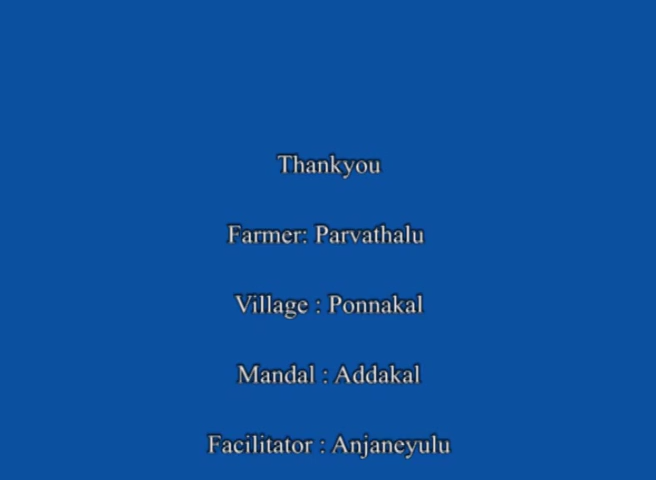 Thankyou
Farmer: Parvathalu
Village : Ponnakal
Mandal : Addakal
Facilitator : Anjaneyulu